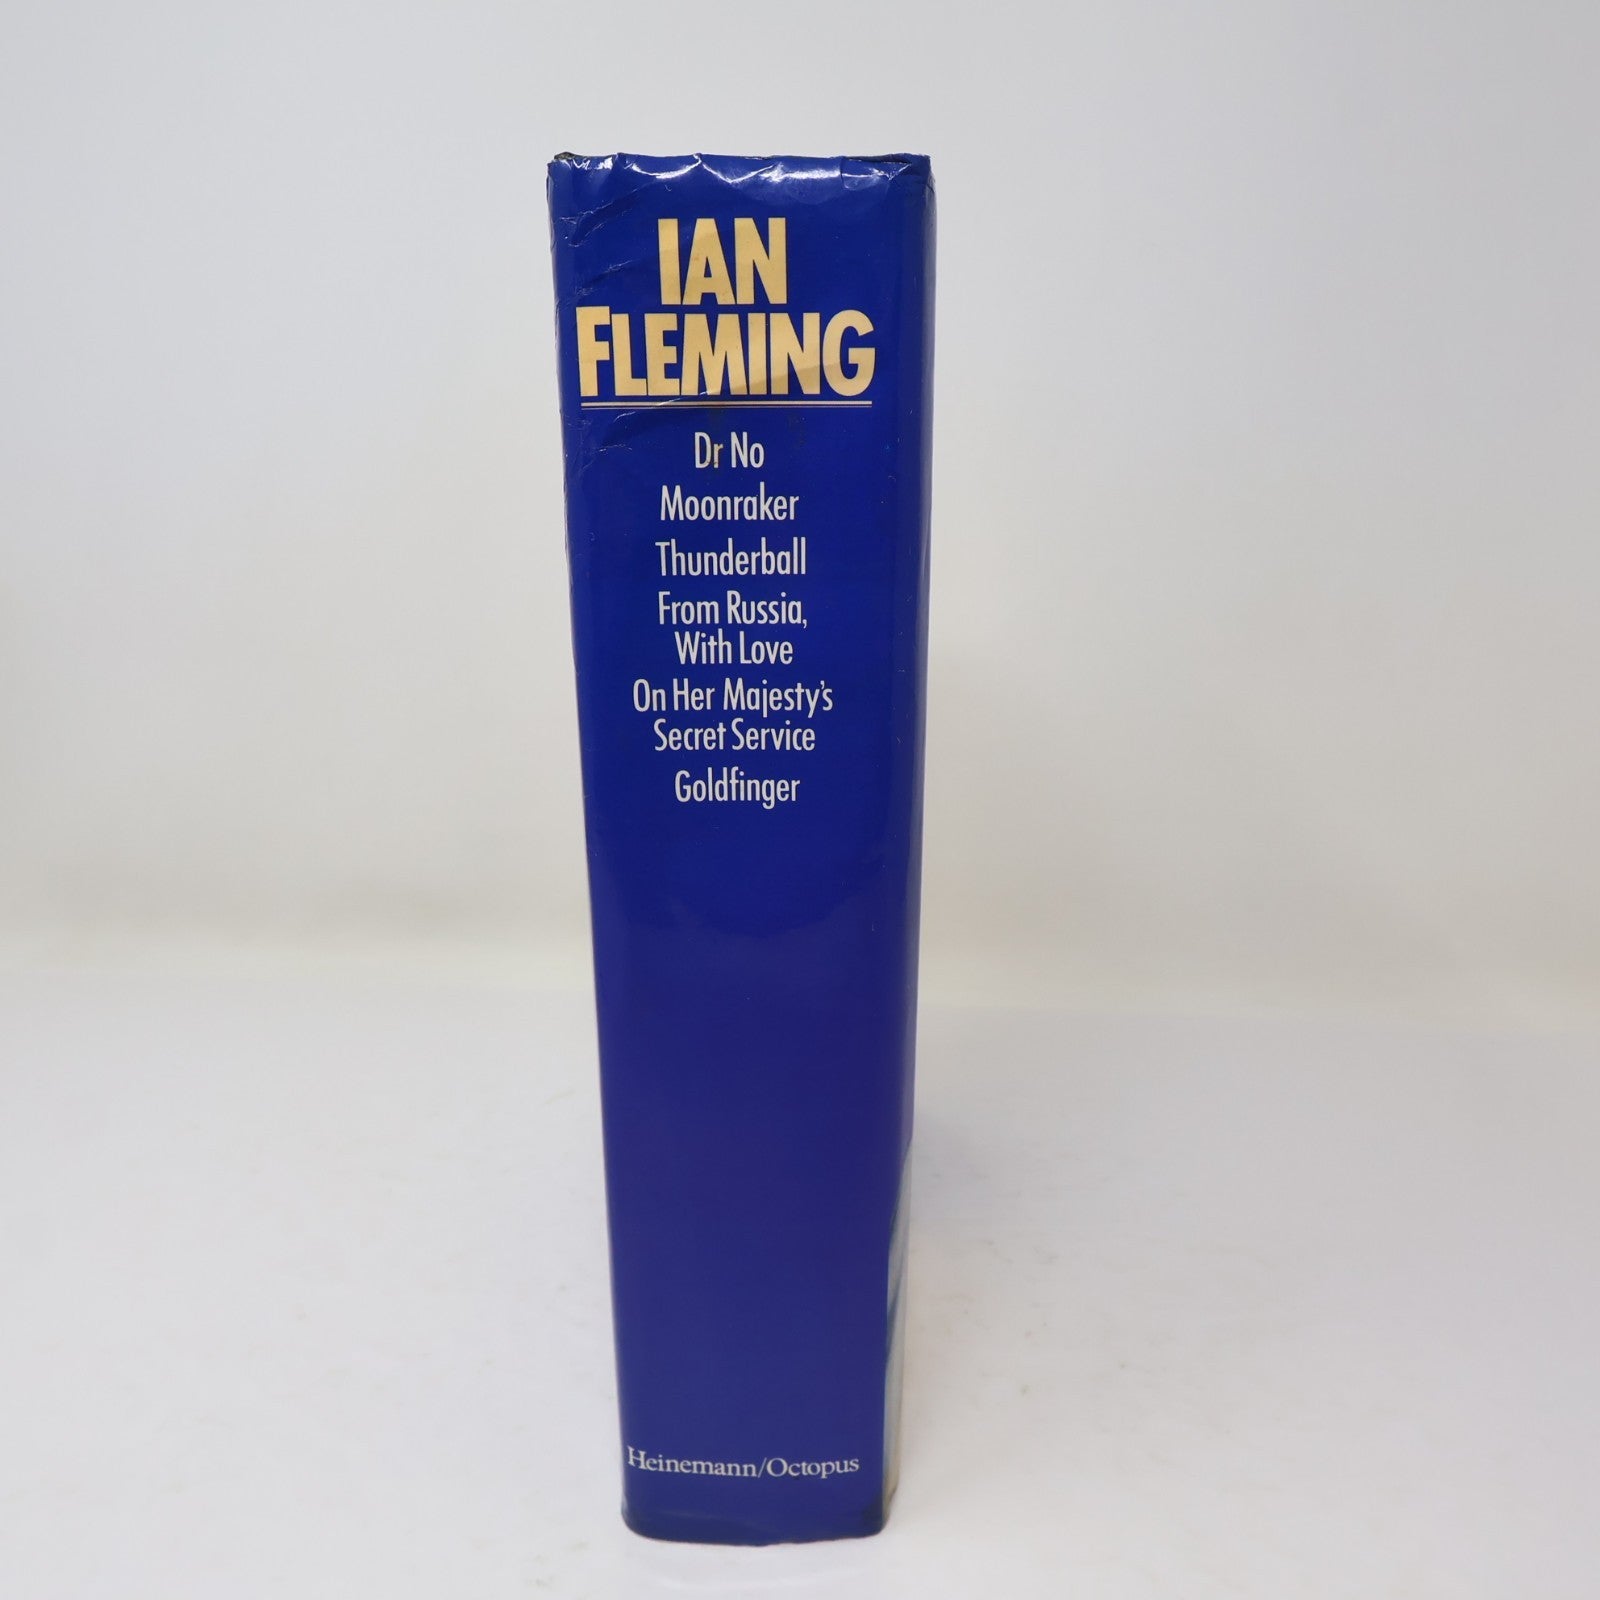 IAN
FLEMING
Dr No
Moonraker
Thunderball
From Russia,
With Love
On Her Majesty's
Secret Service
Goldfinger
Heinemann/Octopus